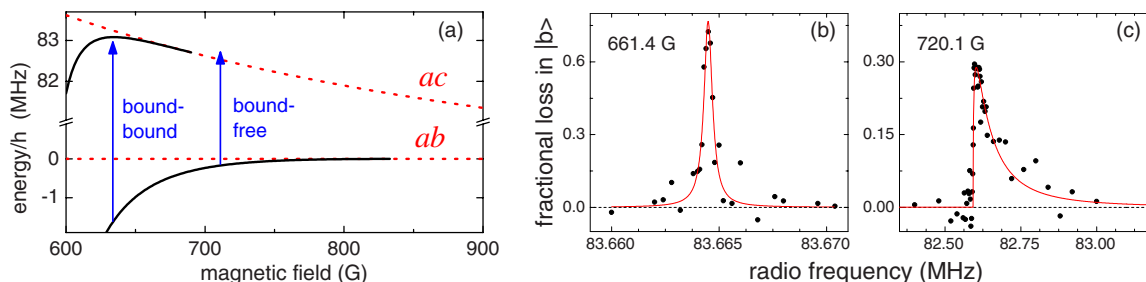 (a)
energy/h (MHz)
83
82
0
-1
ac
ab
bound-
bound
bound-
free
600
700
800
900
magnetic field (G)
(b)
661.4 G
fractional loss in |b>
0.6
0.3
0.0
83.660
83.665
83.670
(c)
720.1 G
0.30
0.15
0.00
82.50
82.75
83.00
radio frequency (MHz)